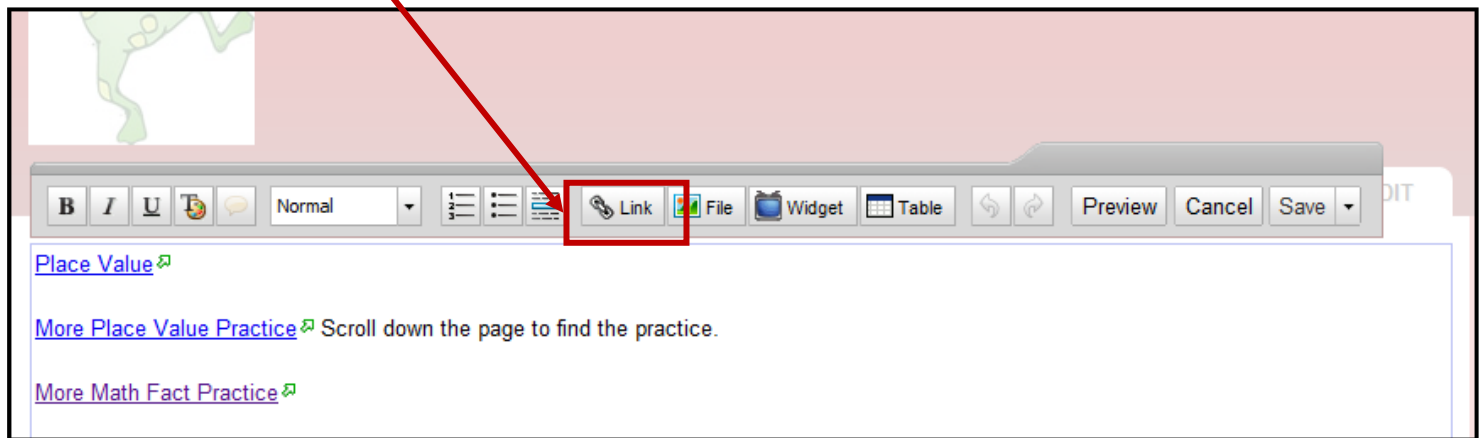 B I U Normal Link File Widget Table Preview Cancel Save
Place Value
More Place Value Practice Scroll down the page to find the practice.
More Math Fact Practice